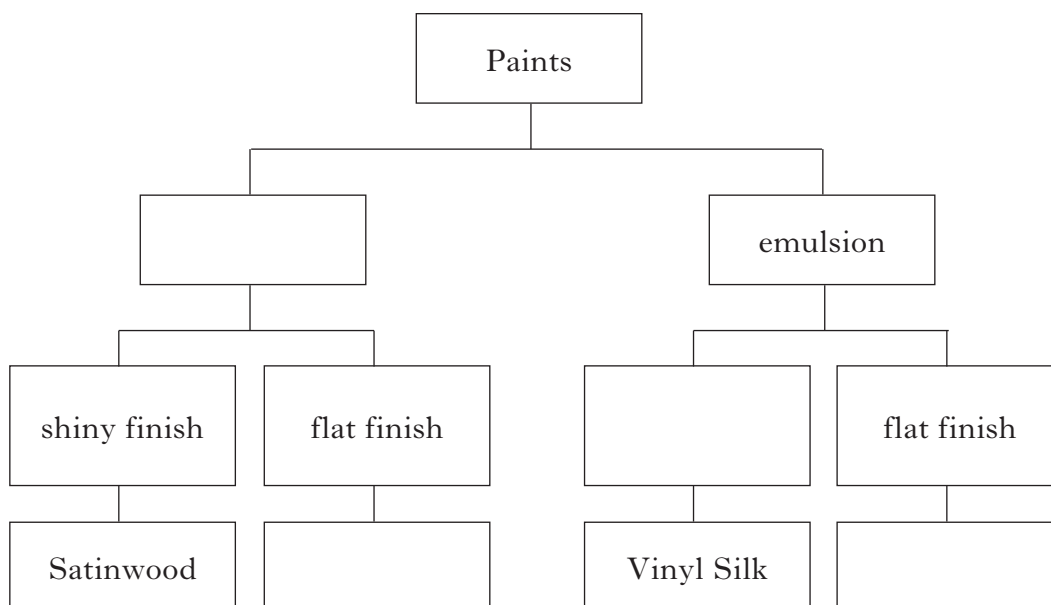 Paints
emulsion
shiny finish
flat finish
flat finish
Satinwood
Vinyl Silk